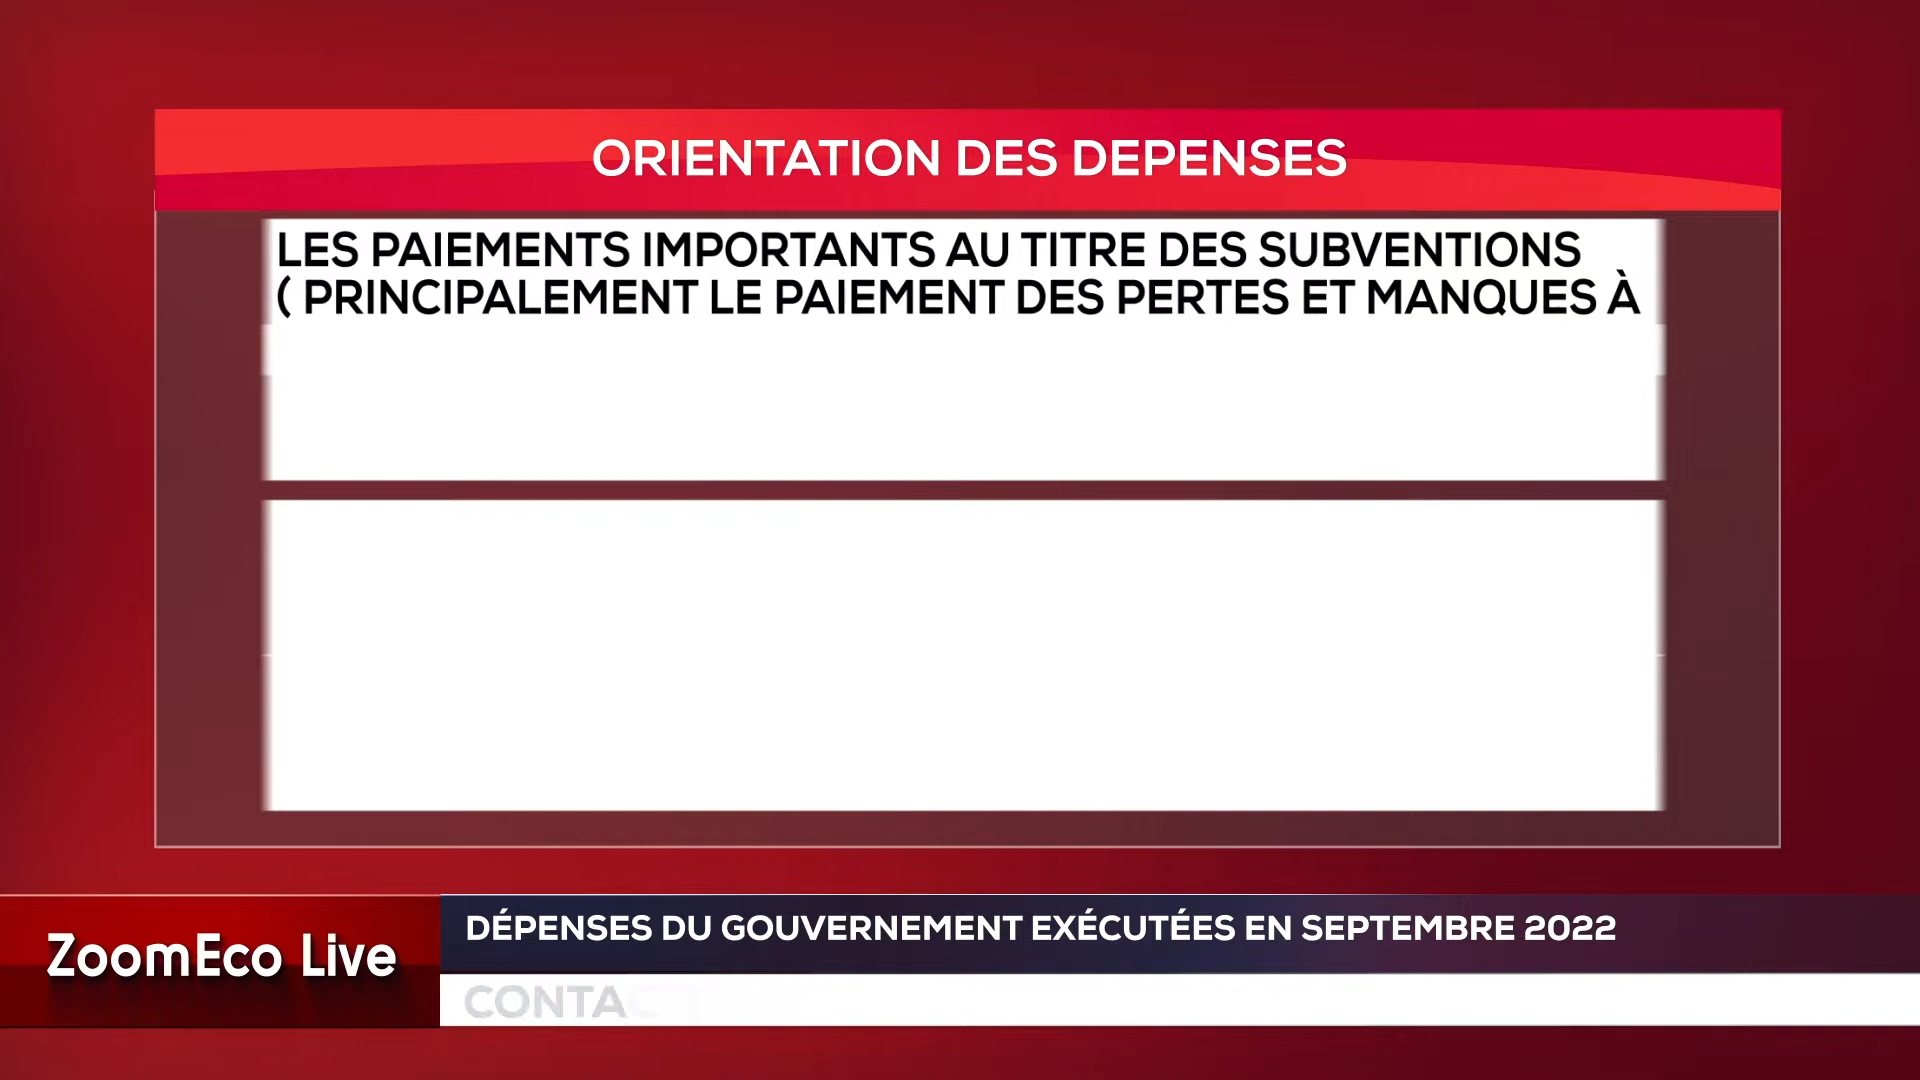 ORIENTATION DES DEPENSES
LES PAIEMENTS IMPORTANTS AU TITRE DES SUBVENTIONS
( PRINCIPALEMENT LE PAIEMENT DES PERTES ET MANQUES À
ZoomEco Live
DÉPENSES DU GOUVERNEMENT EXÉCUTÉES EN SEPTEMBRE 2022